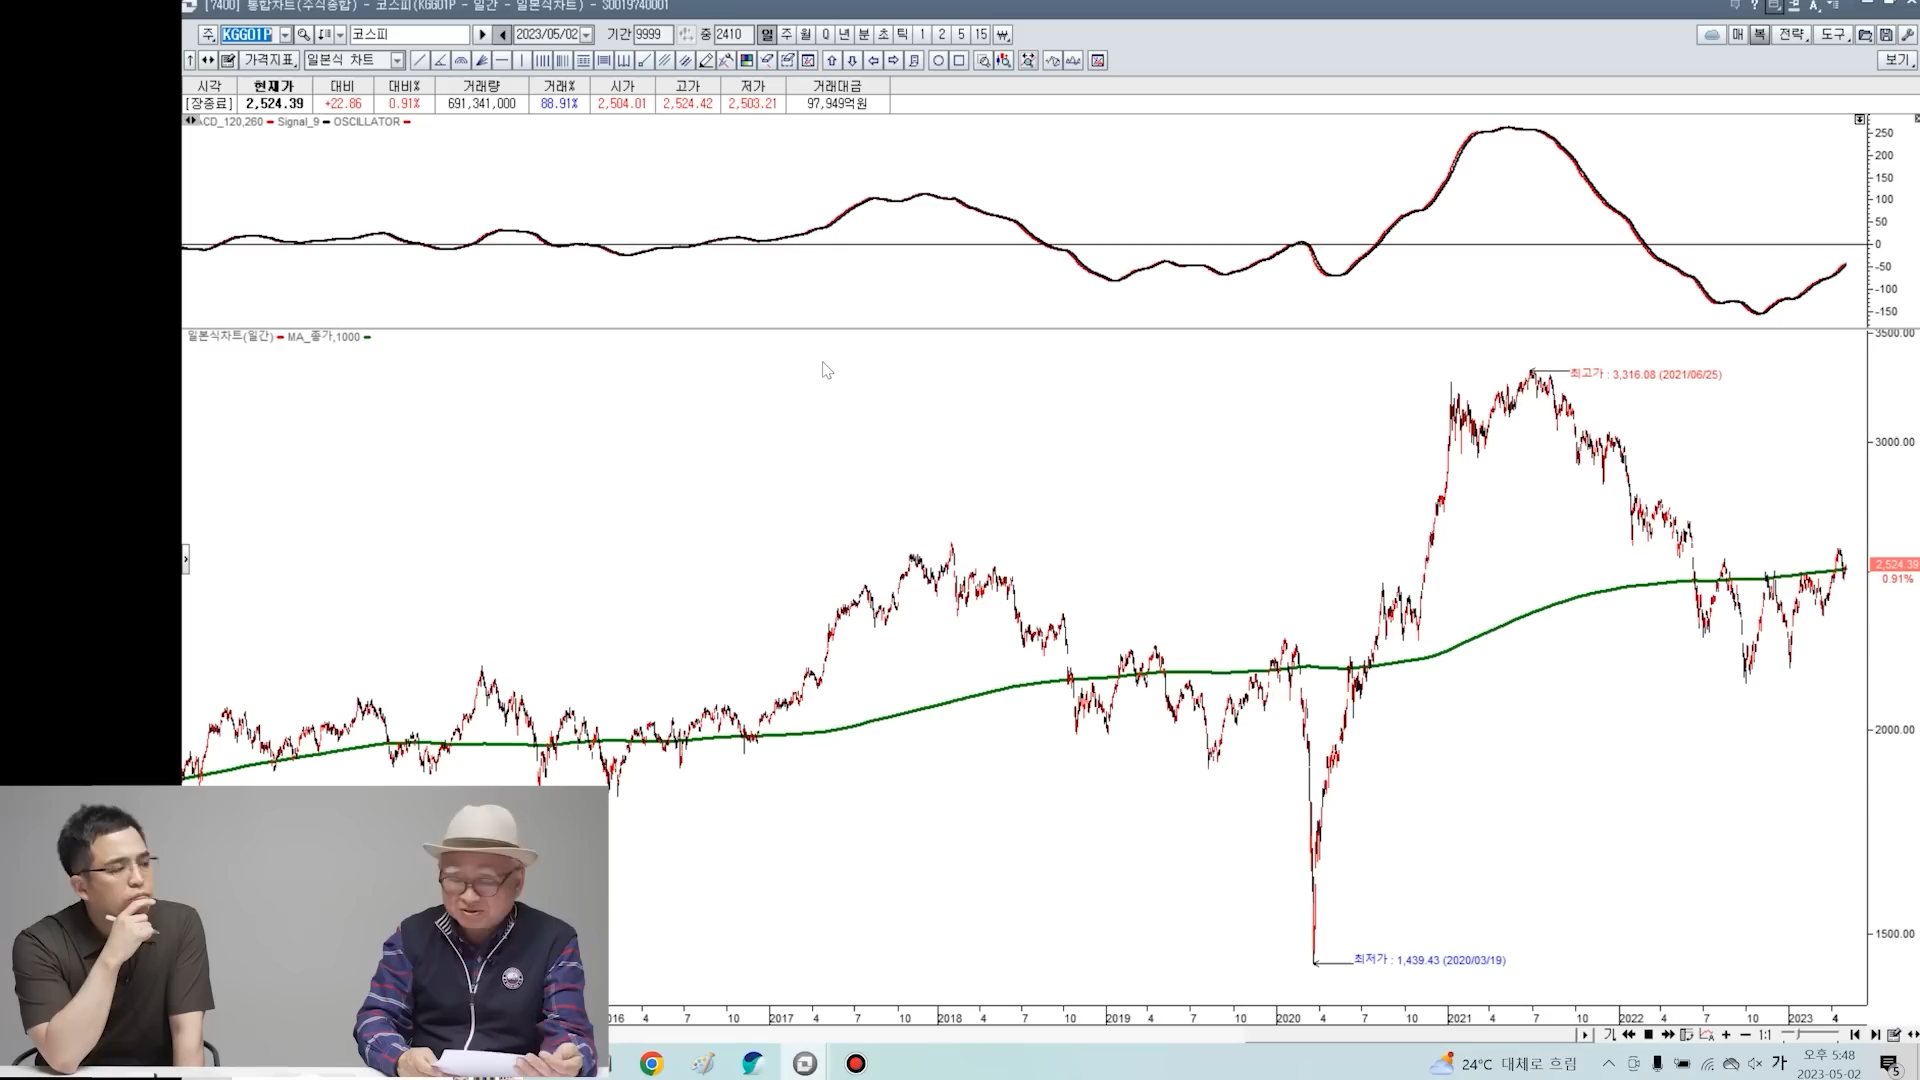 [7400] 통합차트(주식종합) - 코스피(KGG01P - 일간 - 일본식차트) - S0019740001
주 KGG01P 코스피 2023/05/02 기간 9999 중 2410 일 주 월 Q 년 분 초 틱 1 2 5 15 ₩ 매 복 전략 도구
가격지표 일본식 차트 보기
시각 현재가 대비 대비% 거래량 거래% 시가 고가 저가 거래대금
[장종료] 2,524.39 +22.86 0.91% 691,341,000 88.91% 2,504.01 2,524.42 2,503.21 97,949억원
ACD_120,260 Signal_9 OSCILLATOR
250
200
150
100
50
0
-50
-100
-150
일본식차트(일간) MA_종가,1000
3500.00
최고가 : 3,316.08 (2021/06/25)
3000.00
2,524.39
0.91%
2000.00
1500.00
최저가 : 1,439.43 (2020/03/19)
016 4 7 10 2017 4 7 10 2018 4 7 10 2019 4 7 10 2020 4 7 10 2021 4 7 10 2022 4 7 10 2023 4
1:1
24°C 대체로 흐림 가 오후 5:48
2023-05-02
5